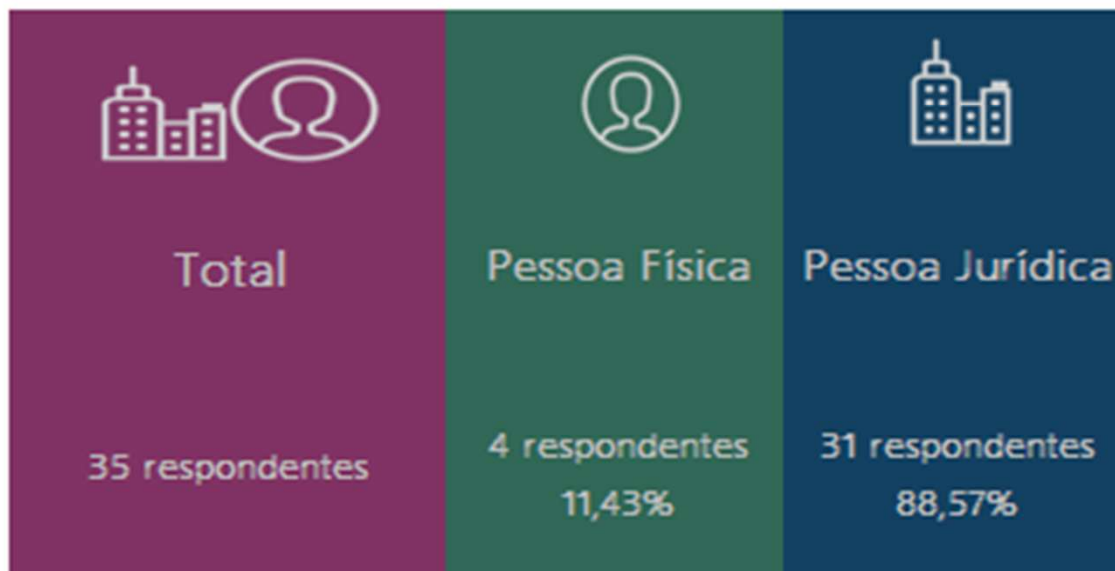 Total
35 respondentes
Pessoa Física
4 respondentes
11,43%
Pessoa Jurídica
31 respondentes
88,57%